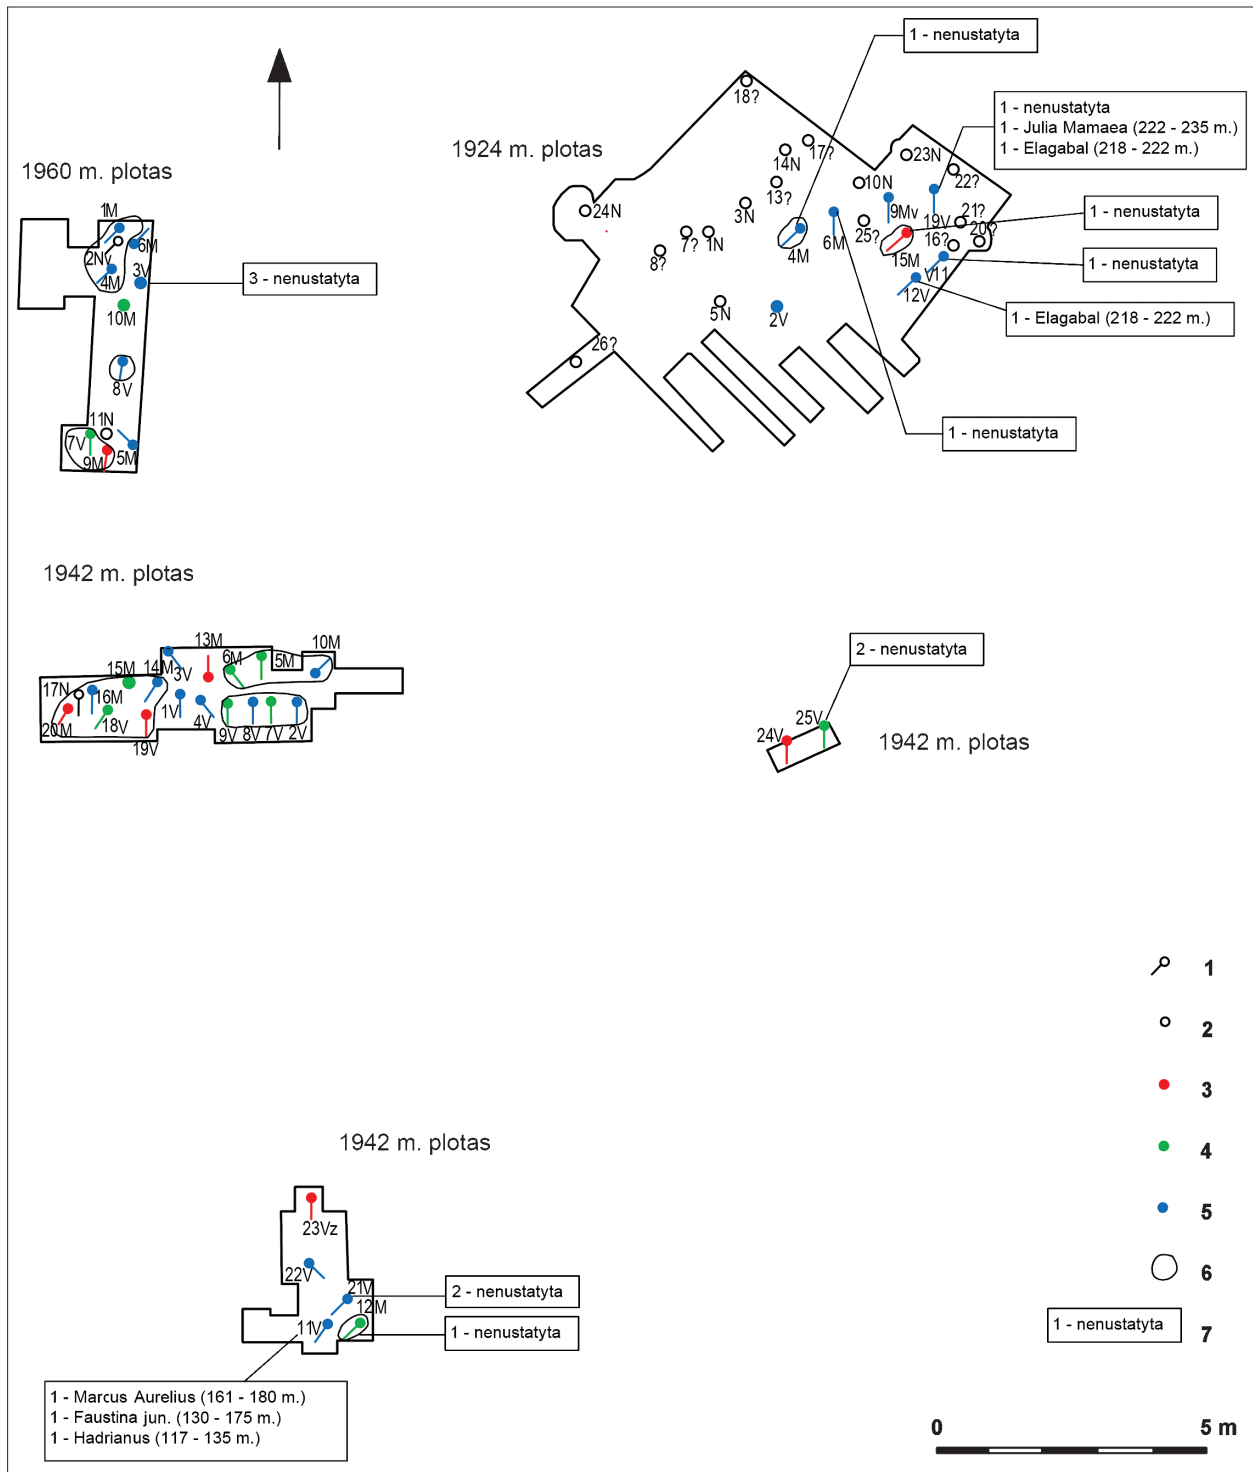 1 - nenustatyta
1 - nenustatyta
1 - Julia Mamaea (222 - 235 m.)
1 - Elagabal (218 - 222 m.)
1924 m. plotas
18?
17?
14N
13?
3N
24N
7?
1N
8?
5N
2V
4M
6M
10N
9Mv
25?
23N
22?
19V
21?
20?
16?
15M
V11
12V
26?
1 - nenustatyta
1 - nenustatyta
1 - Elagabal (218 - 222 m.)
1 - nenustatyta
1960 m. plotas
1M
6M
2Nv
4M
3V
10M
8V
11N
7V
9M
5M
3 - nenustatyta
1942 m. plotas
13M
10M
6M
5M
15M
14M
3V
17N
16M
1V
4V
20M
18V
19V
9V
8V
7V
2V
2 - nenustatyta
25V
24V
1942 m. plotas
1942 m. plotas
23Vz
22V
21V
12M
11V
2 - nenustatyta
1 - nenustatyta
1 - Marcus Aurelius (161 - 180 m.)
1 - Faustina jun. (130 - 175 m.)
1 - Hadrianus (117 - 135 m.)
1
2
3
4
5
6
1 - nenustatyta 7
0 5 m